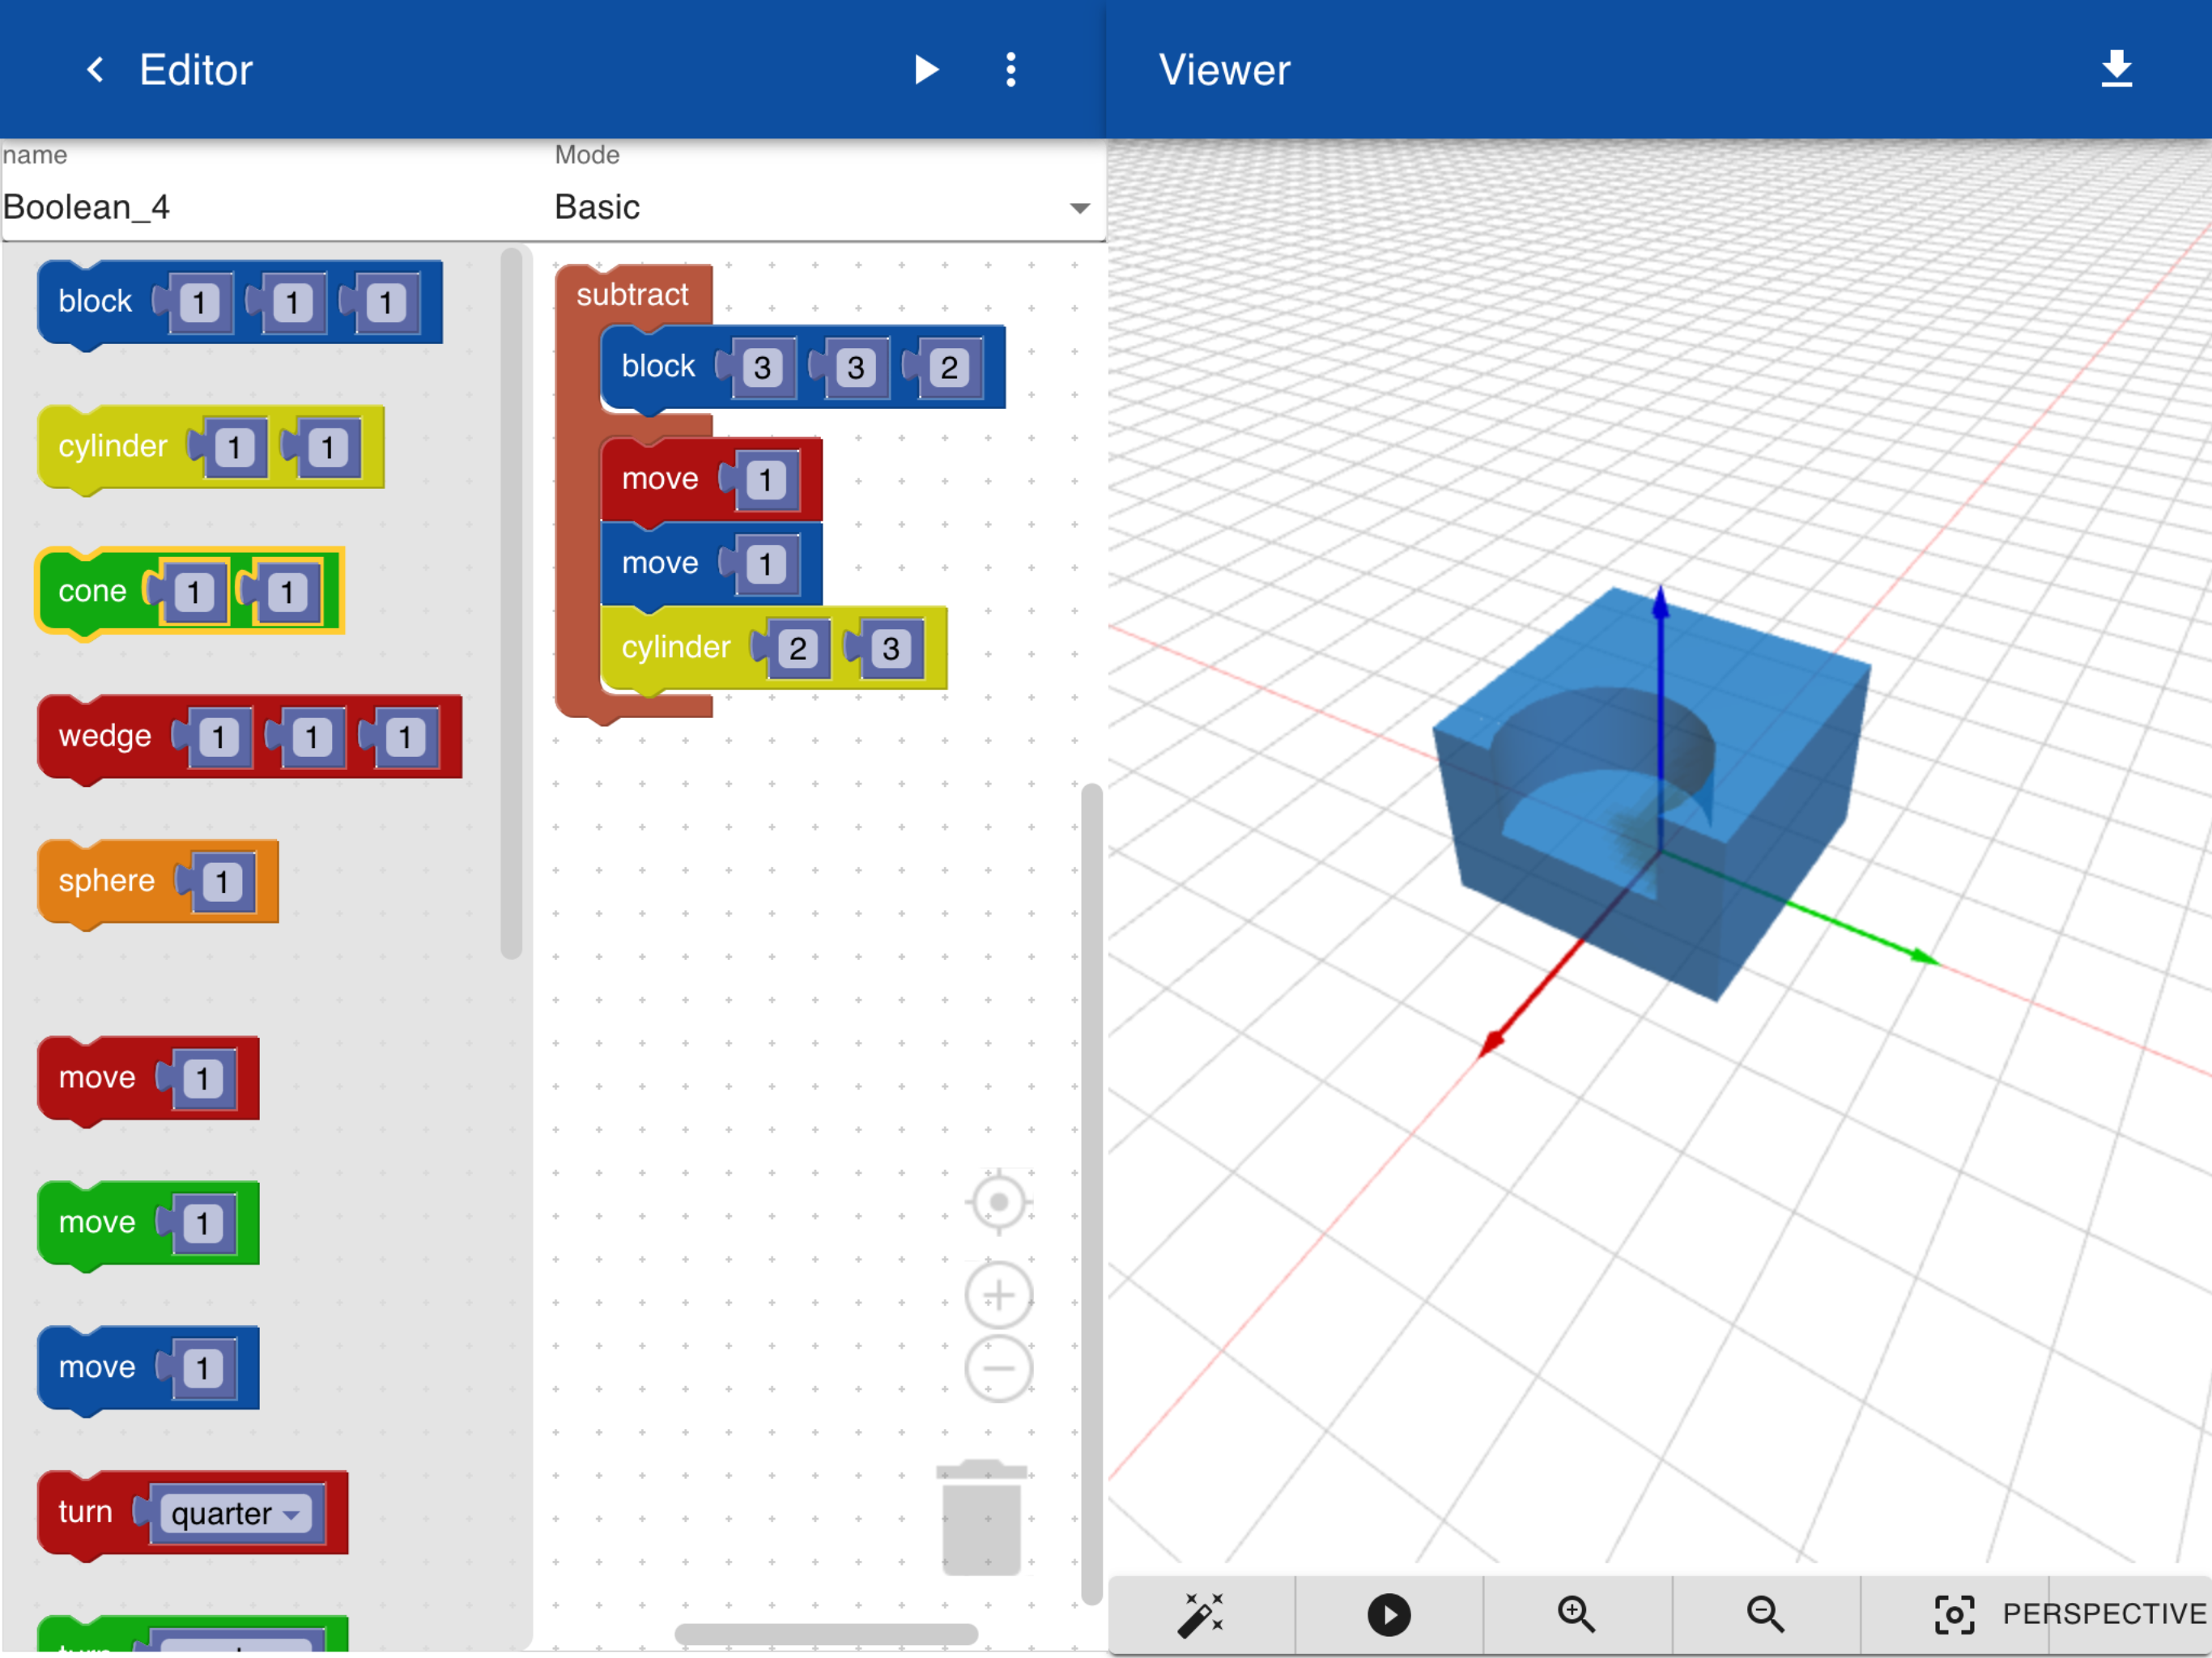 Editor
Viewer
name
Mode
Boolean_4
Basic
block 1 1 1
cylinder 1 1
cone 1 1
wedge 1 1 1
sphere 1
move 1
move 1
move 1
turn quarter
subtract
block 3 3 2
move 1
move 1
cylinder 2 3
PERSPECTIVE